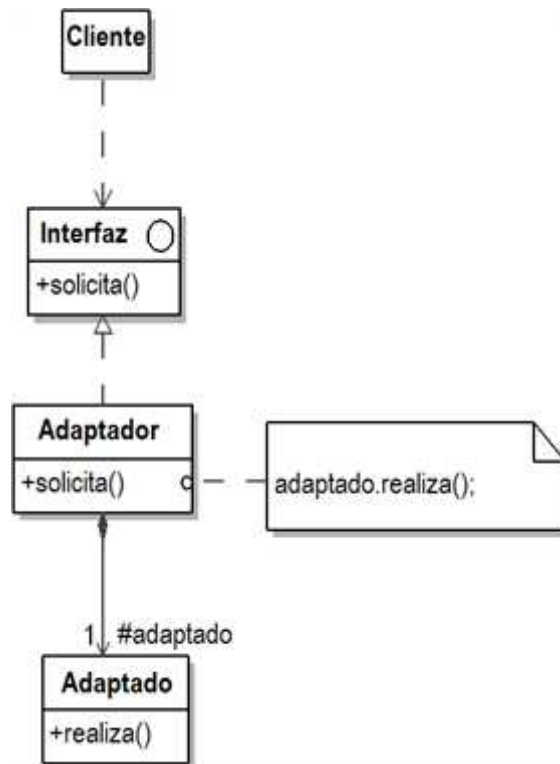 Cliente
Interfaz
+solicita()
Adaptador
+solicita()
adaptado.realiza();
1 #adaptado
Adaptado
+realiza()